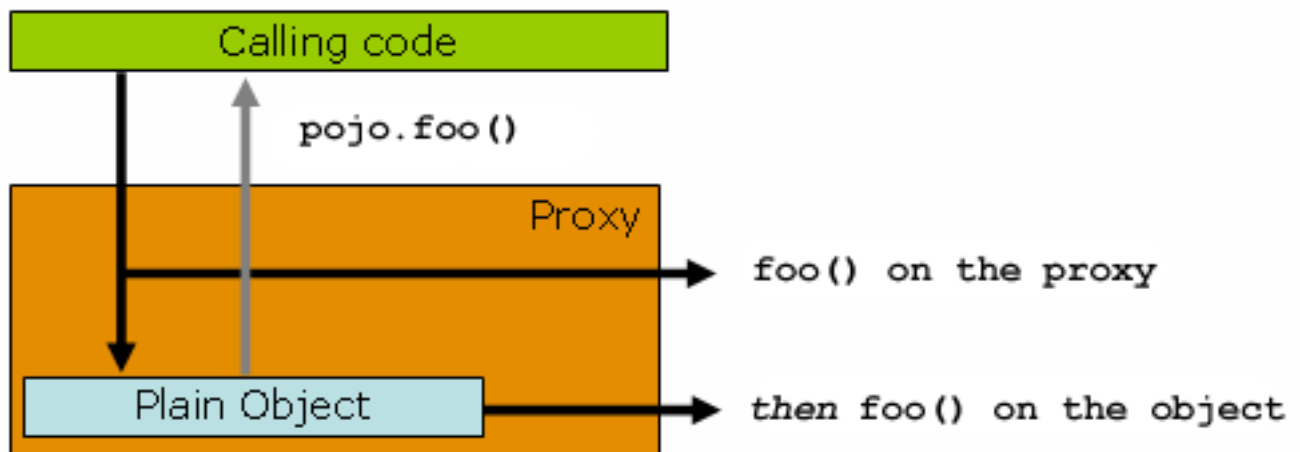 Calling code
pojo.foo()
Proxy
foo() on the proxy
Plain Object
then foo() on the object